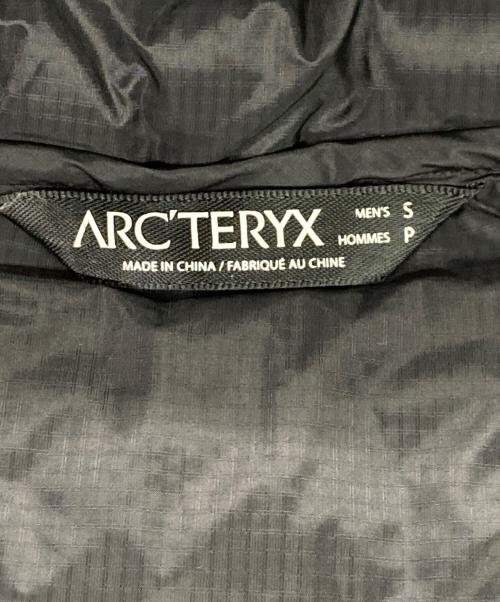 ARC'TERYX
MEN'S S
HOMMES P
MADE IN CHINA / FABRIQUÉ AU CHINE